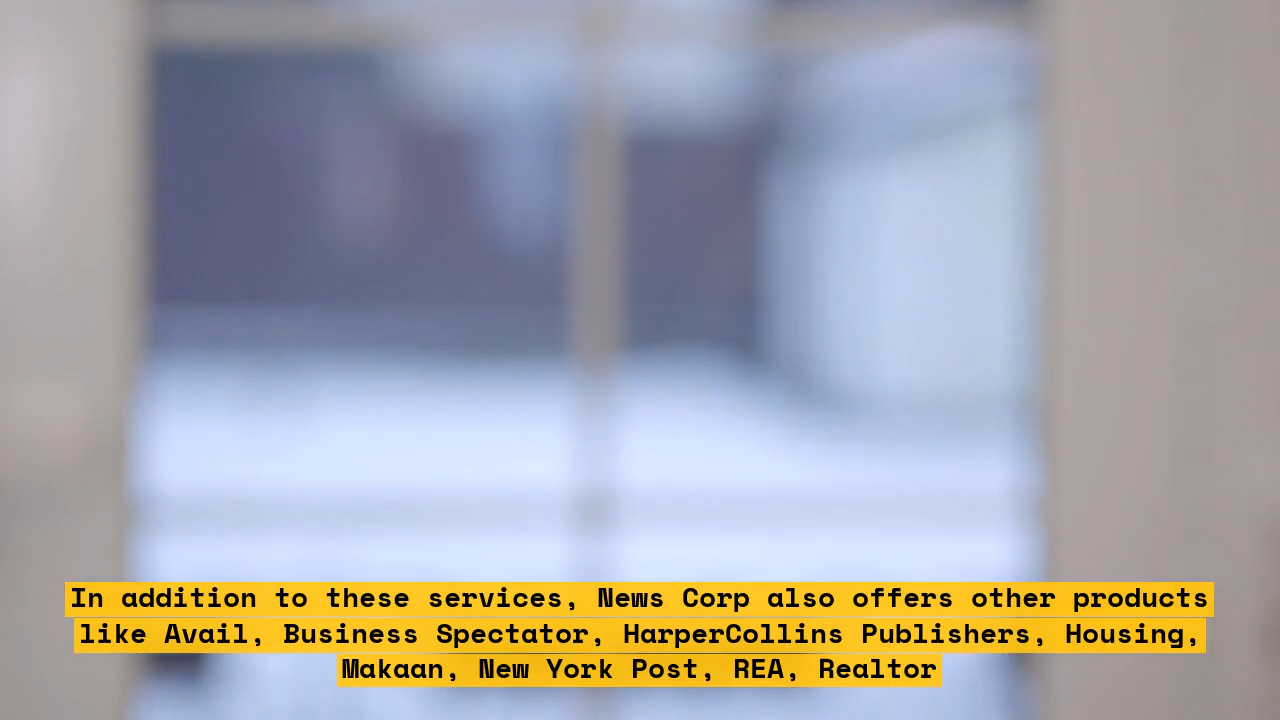 In addition to these services, News Corp also offers other products
like Avail, Business Spectator, HarperCollins Publishers, Housing,
Makaan, New York Post, REA, Realtor